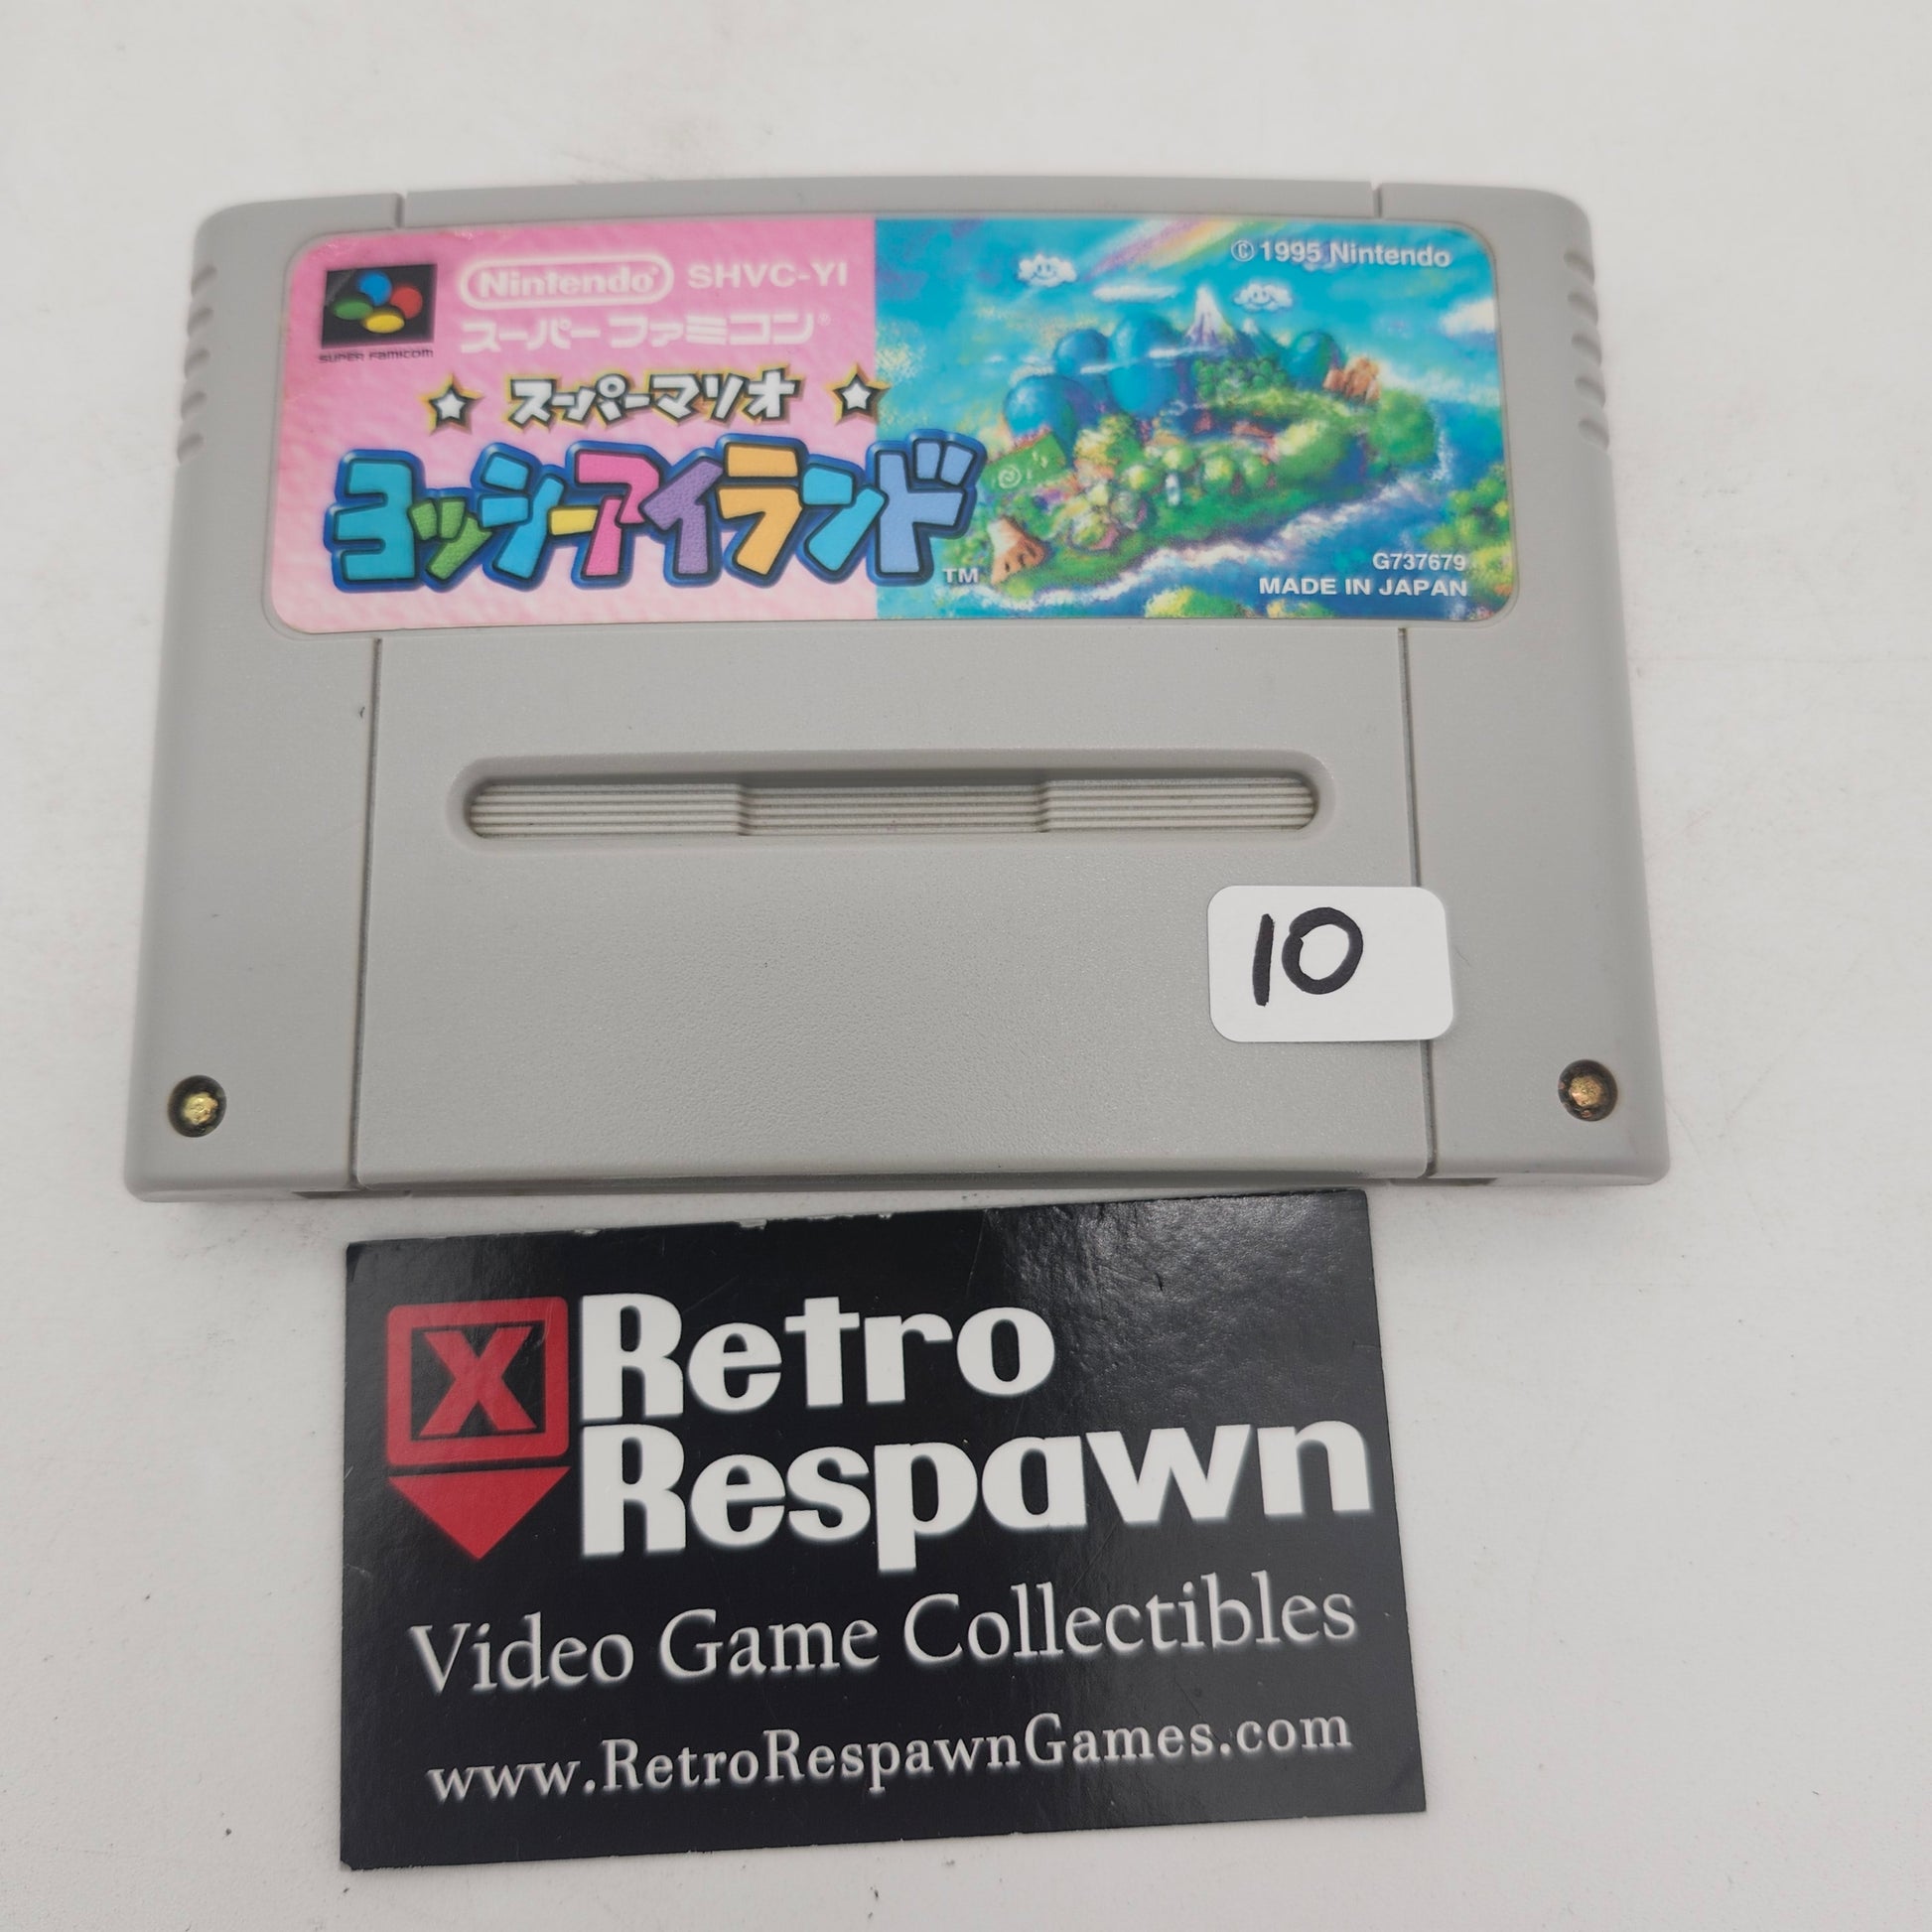 Nintendo® SHVC-YI
スーパーファミコン®
SUPER FAMICOM
スーパーマリオ
ヨッシーアイランド™
©1995 Nintendo
G737679
MADE IN JAPAN
10
X Retro
Respawn
Video Game Collectibles
www.RetroRespawnGames.com